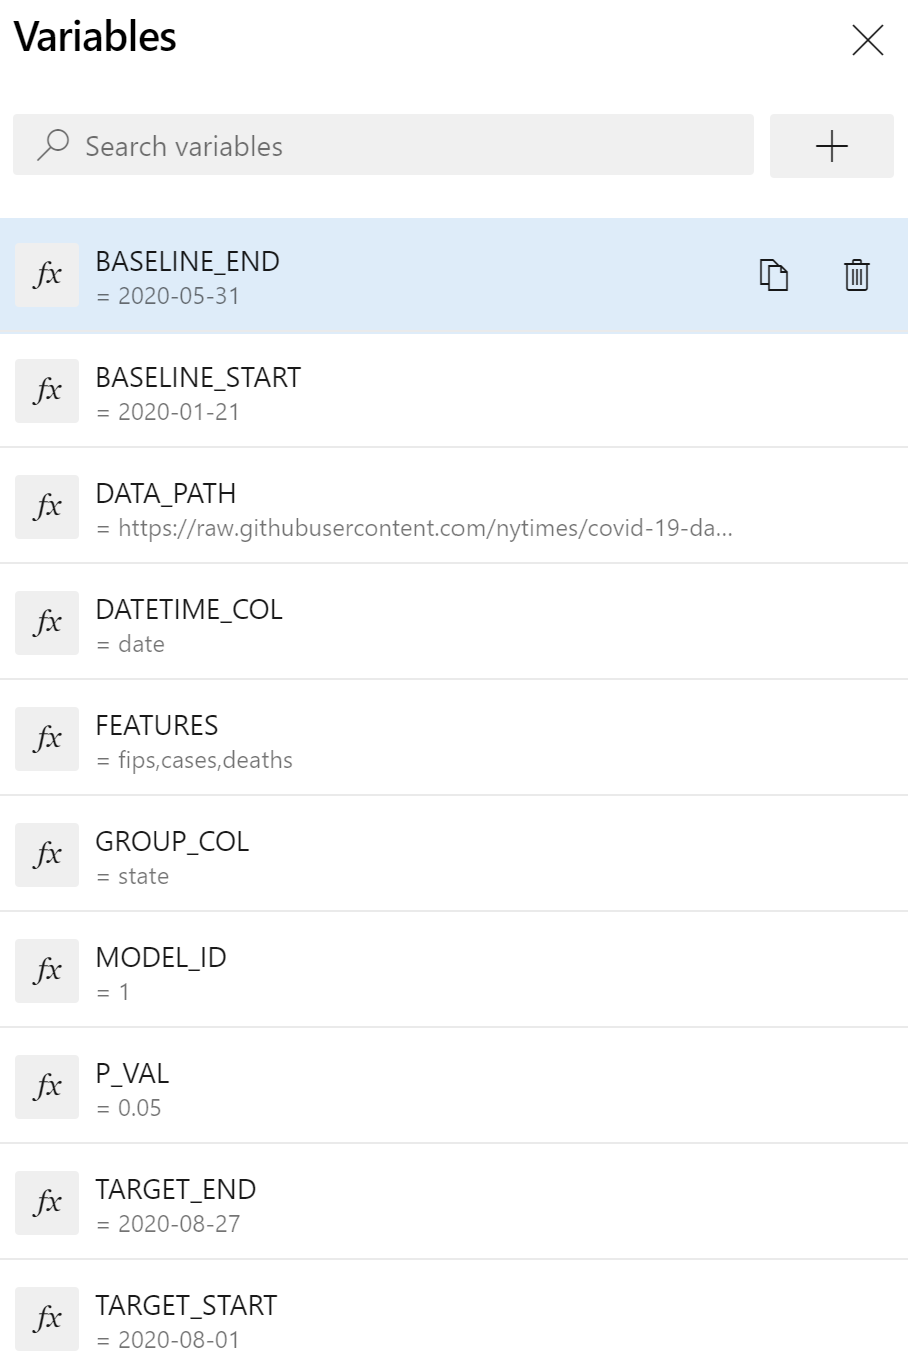 Variables
Search variables
fx
BASELINE_END
= 2020-05-31
fx
BASELINE_START
= 2020-01-21
fx
DATA_PATH
= https://raw.githubusercontent.com/nytimes/covid-19-da...
fx
DATETIME_COL
= date
fx
FEATURES
= fips,cases,deaths
fx
GROUP_COL
= state
fx
MODEL_ID
= 1
fx
P_VAL
= 0.05
fx
TARGET_END
= 2020-08-27
fx
TARGET_START
= 2020-08-01